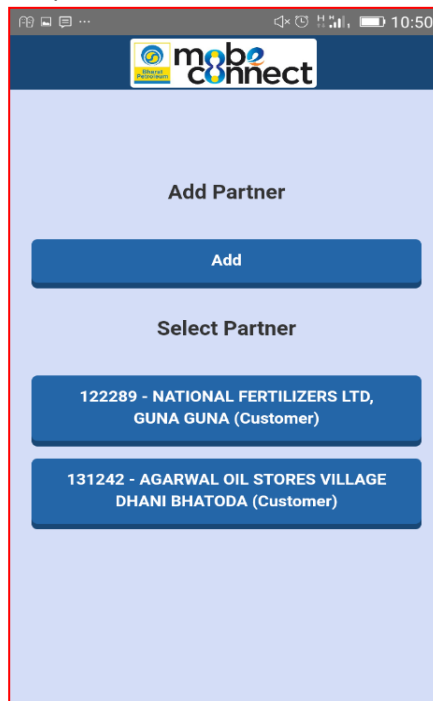 10:50
Bharat
Petroleum
mobe
connect
Add Partner
Add
Select Partner
122289 - NATIONAL FERTILIZERS LTD,
GUNA GUNA (Customer)
131242 - AGARWAL OIL STORES VILLAGE
DHANI BHATODA (Customer)